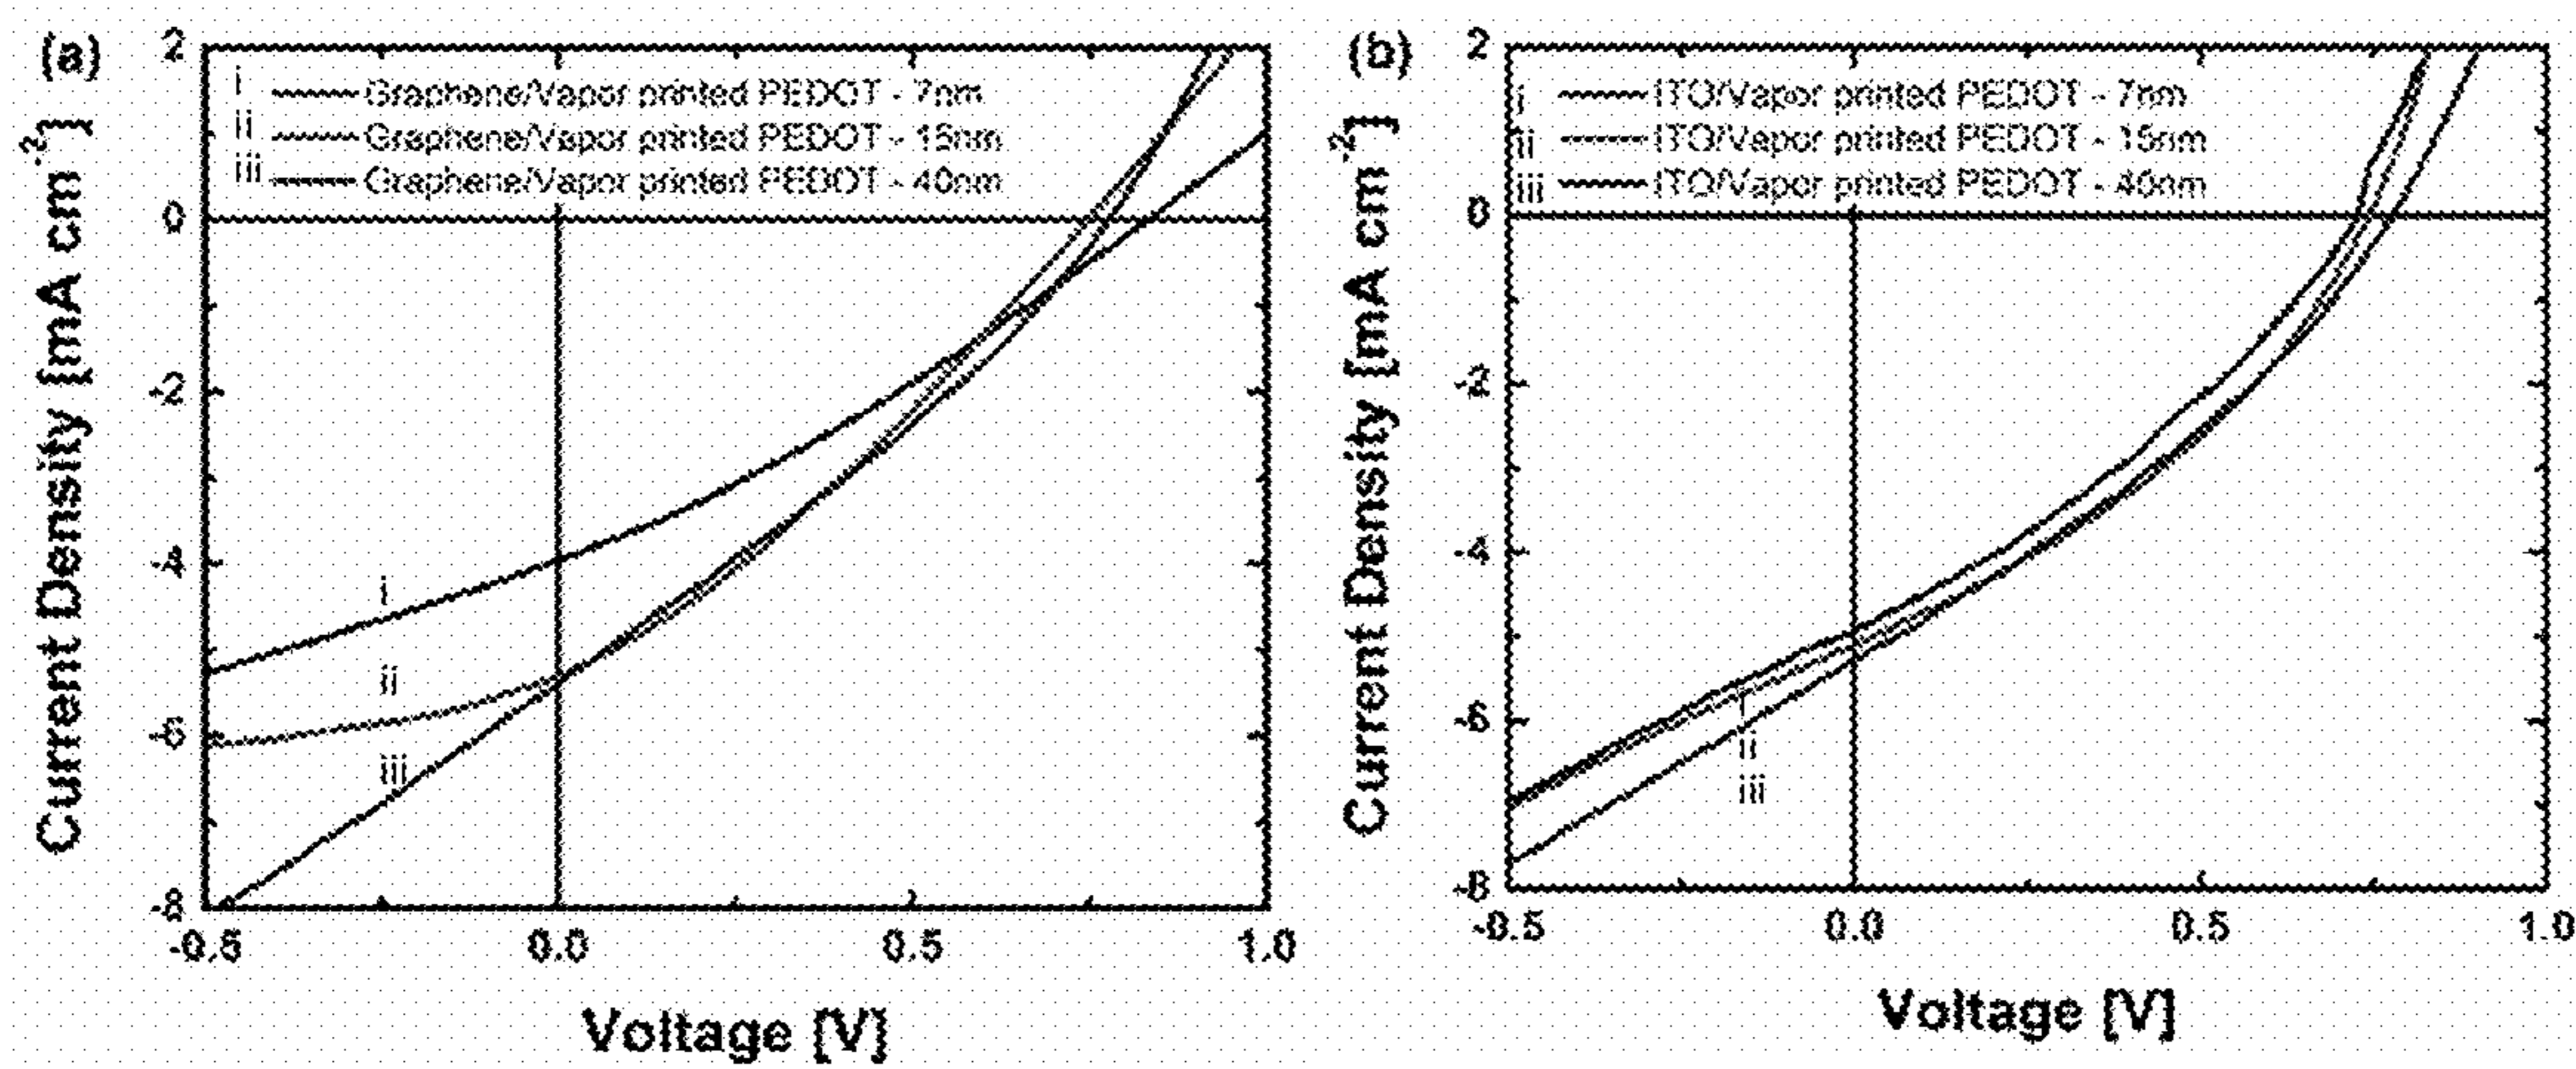 (a)
2
0
-2
-4
-6
-8
Current Density [mA cm-2]
i Graphene/Vapor printed PEDOT - 7nm
ii Graphene/Vapor printed PEDOT - 15nm
iii Graphene/Vapor printed PEDOT - 40nm
i
ii
iii
-0.5 0.0 0.5 1.0
Voltage [V]
(b)
2
0
-2
-4
-6
-8
Current Density [mA cm-2]
i ITO/Vapor printed PEDOT - 7nm
ii ITO/Vapor printed PEDOT - 15nm
iii ITO/Vapor printed PEDOT - 40nm
i
ii
iii
-0.5 0.0 0.5 1.0
Voltage [V]